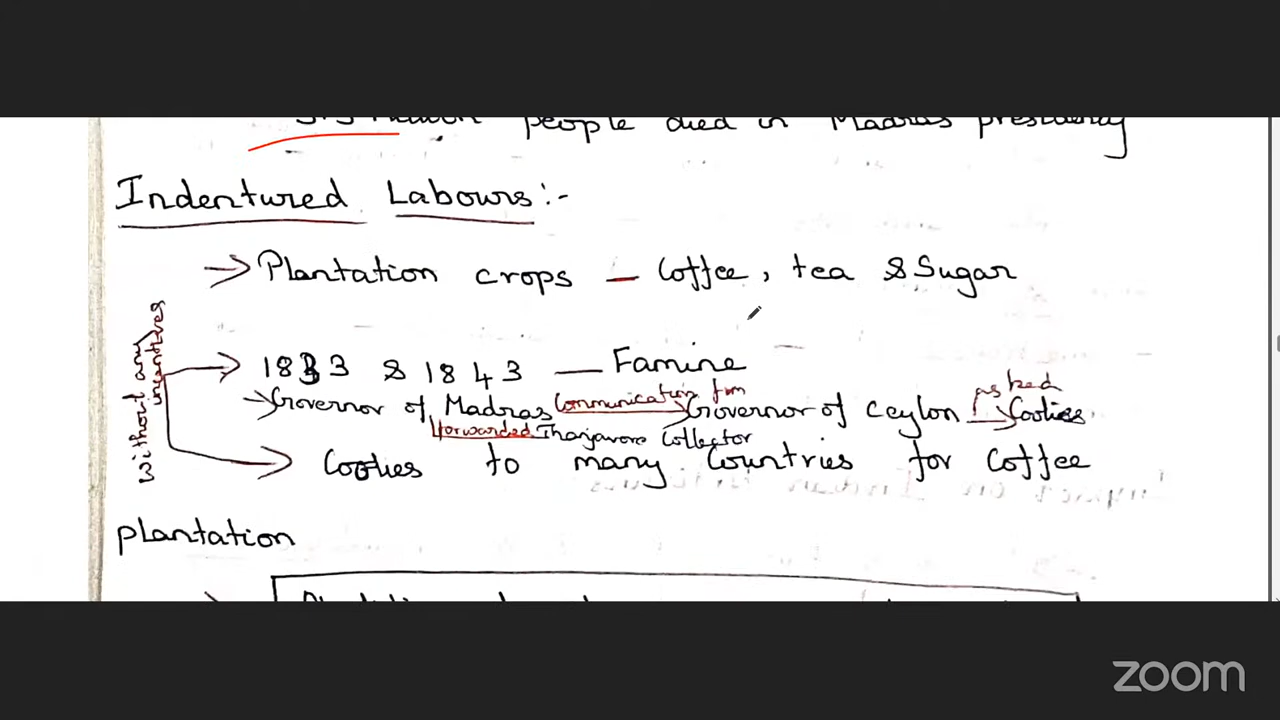 people died in Madras presidency
Indentured Labours:-
→ Plantation crops — Coffee, tea & Sugar
without any incentives
→ 1833 & 1843 — Famine
→ Governor of Madras Communication from Governor of Ceylon asked Coolies
forwarded Thanjavore Collector
→ Coolies to many Countries for Coffee
plantation
zoom